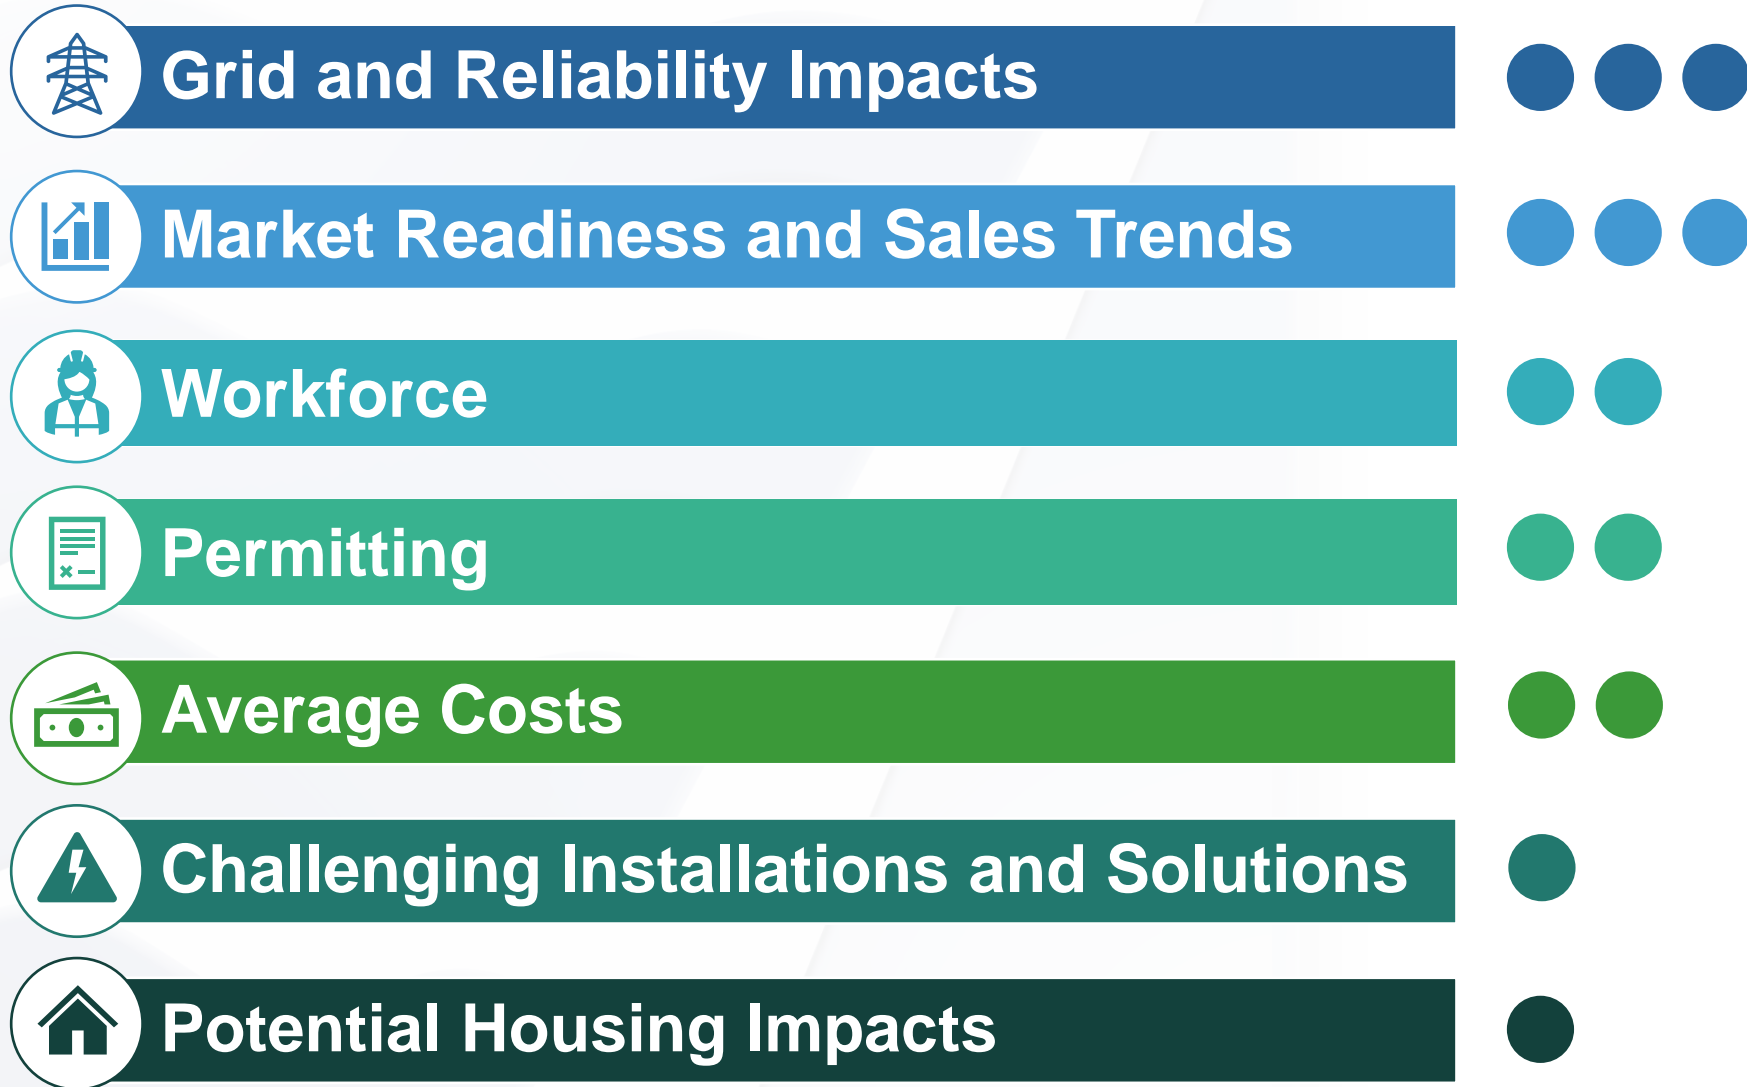 Grid and Reliability Impacts
Market Readiness and Sales Trends
Workforce
Permitting
Average Costs
Challenging Installations and Solutions
Potential Housing Impacts